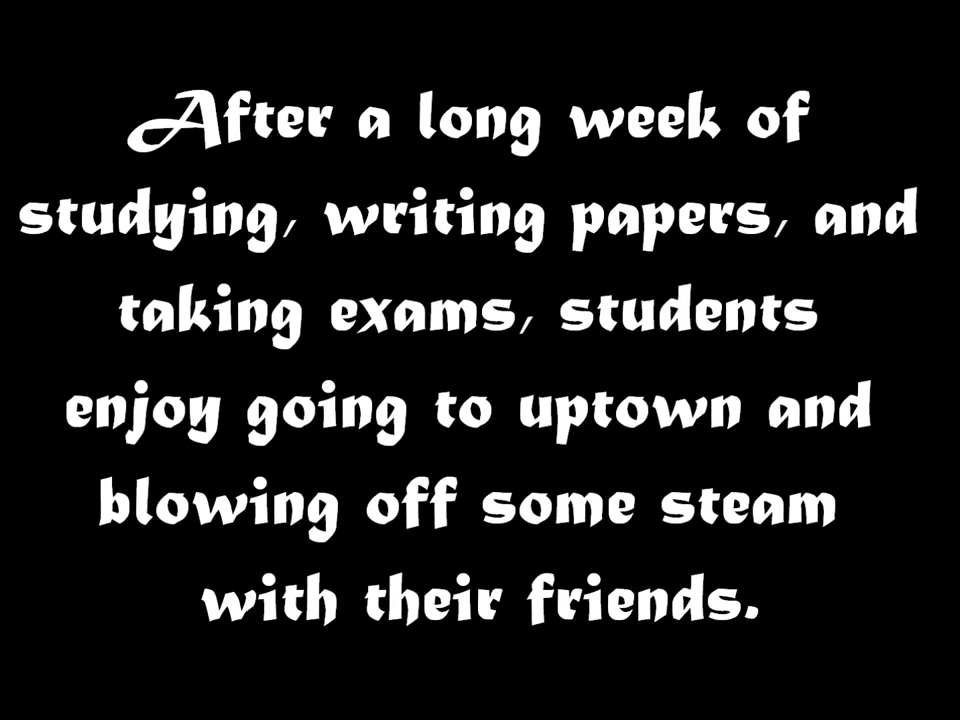 After a long week of
studying, writing papers, and
taking exams, students
enjoy going to uptown and
blowing off some steam
with their friends.